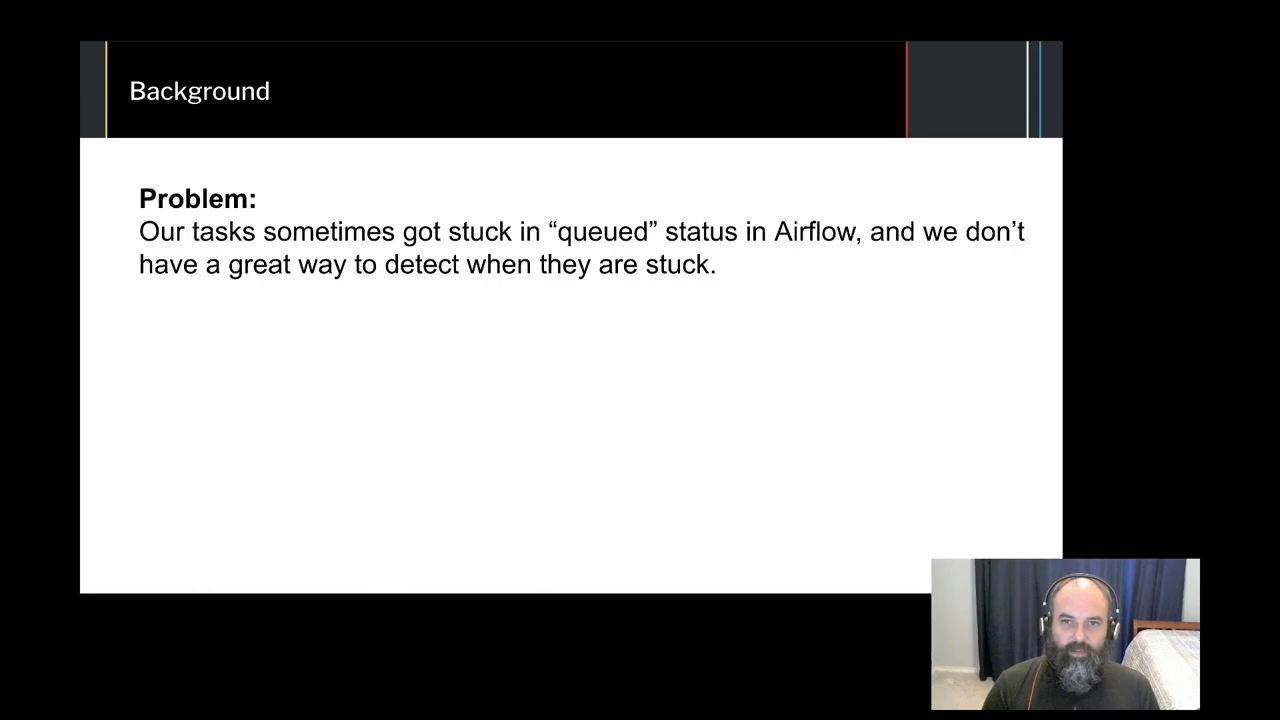 Background
Problem:
Our tasks sometimes got stuck in “queued” status in Airflow, and we don’t
have a great way to detect when they are stuck.